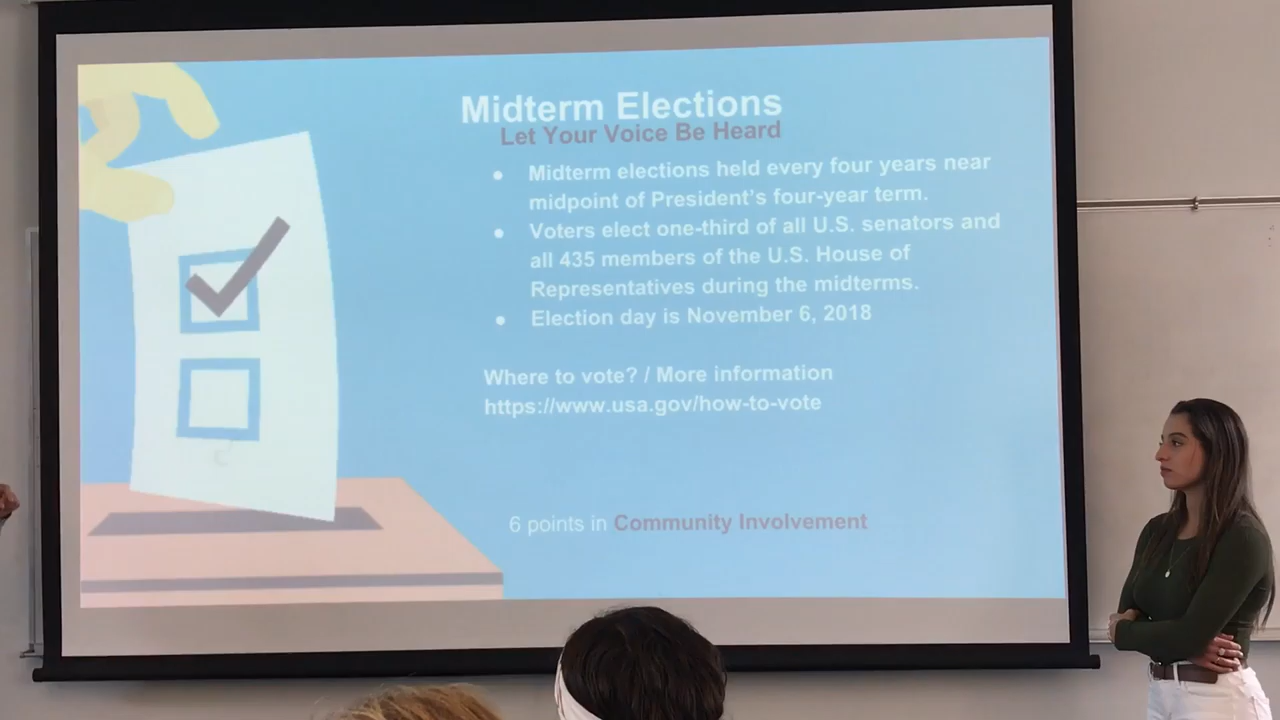 Midterm Elections
Let Your Voice Be Heard
● Midterm elections held every four years near
midpoint of President's four-year term.
● Voters elect one-third of all U.S. senators and
all 435 members of the U.S. House of
Representatives during the midterms.
● Election day is November 6, 2018
Where to vote? / More information
https://www.usa.gov/how-to-vote
6 points in Community Involvement